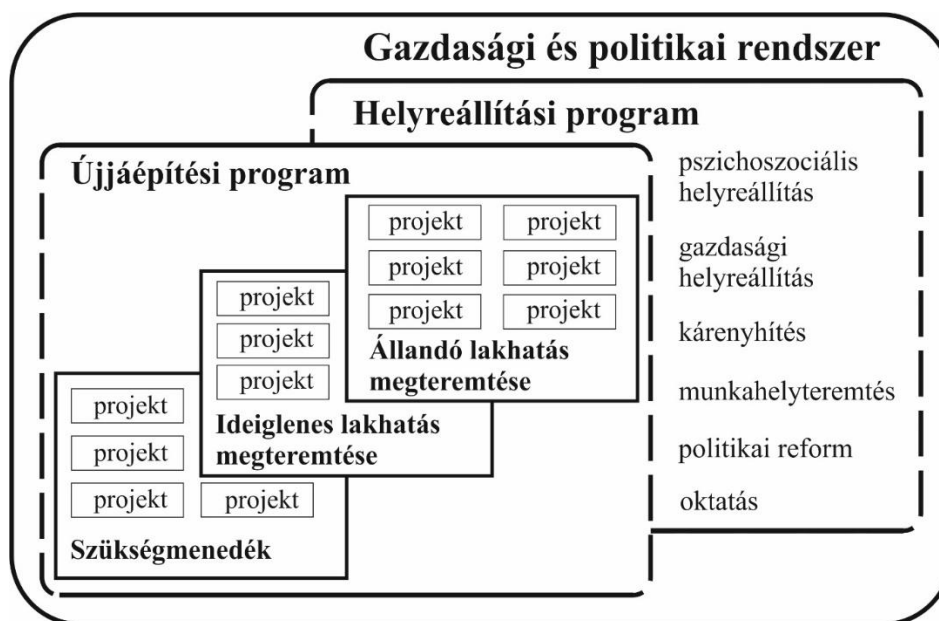 Gazdasági és politikai rendszer
Helyreállítási program
Újjáépítési program
projekt projekt
projekt projekt
projekt projekt
Állandó lakhatás
megteremtése
projekt
projekt
projekt
Ideiglenes lakhatás
megteremtése
projekt
projekt
projekt projekt
Szükségmenedék
pszichoszociális
helyreállítás
gazdasági
helyreállítás
kárenyhítés
munkahelyteremtés
politikai reform
oktatás